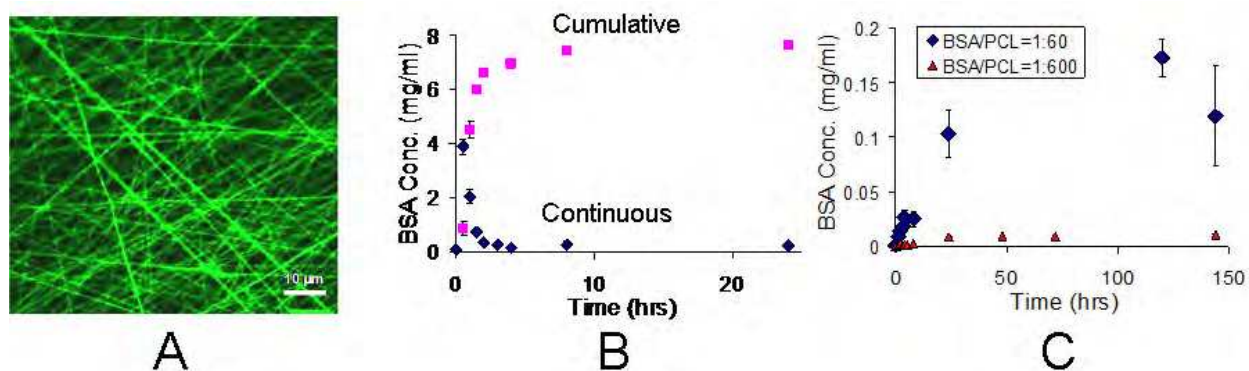 10 µm
A
Cumulative
Continuous
BSA Conc. (mg/ml)
8
6
4
2
0
0
10
20
Time (hrs)
B
BSA/PCL=1:60
BSA/PCL=1:600
BSA Conc. (mg/ml)
0.2
0.15
0.1
0.05
0
0
50
100
150
Time (hrs)
C